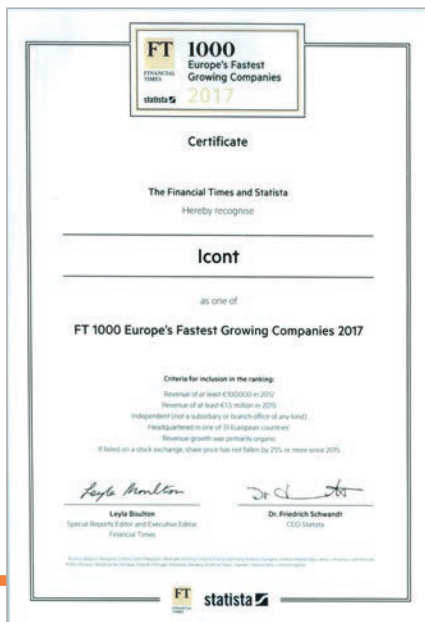 FT
FINANCIAL
TIMES
1000
Europe's Fastest
Growing Companies
statista
2017
Certificate
The Financial Times and Statista
Hereby recognise
Icont
as one of
FT 1000 Europe's Fastest Growing Companies 2017
Criteria for inclusion in the ranking:
Revenue of at least €100,000 in 2012
Revenue of at least €1.5 million in 2015
Independent (not a subsidiary or branch office of any kind)
Headquartered in one of 31 European countries
Revenue growth was primarily organic
If listed on a stock exchange, share price has not fallen by 25% or more since 2015
Leyla Boulton
Dr. Friedrich Schwandt
Special Reports Editor and Executive Editor,
CEO Statista
Financial Times
FT
FINANCIAL
TIMES
statista